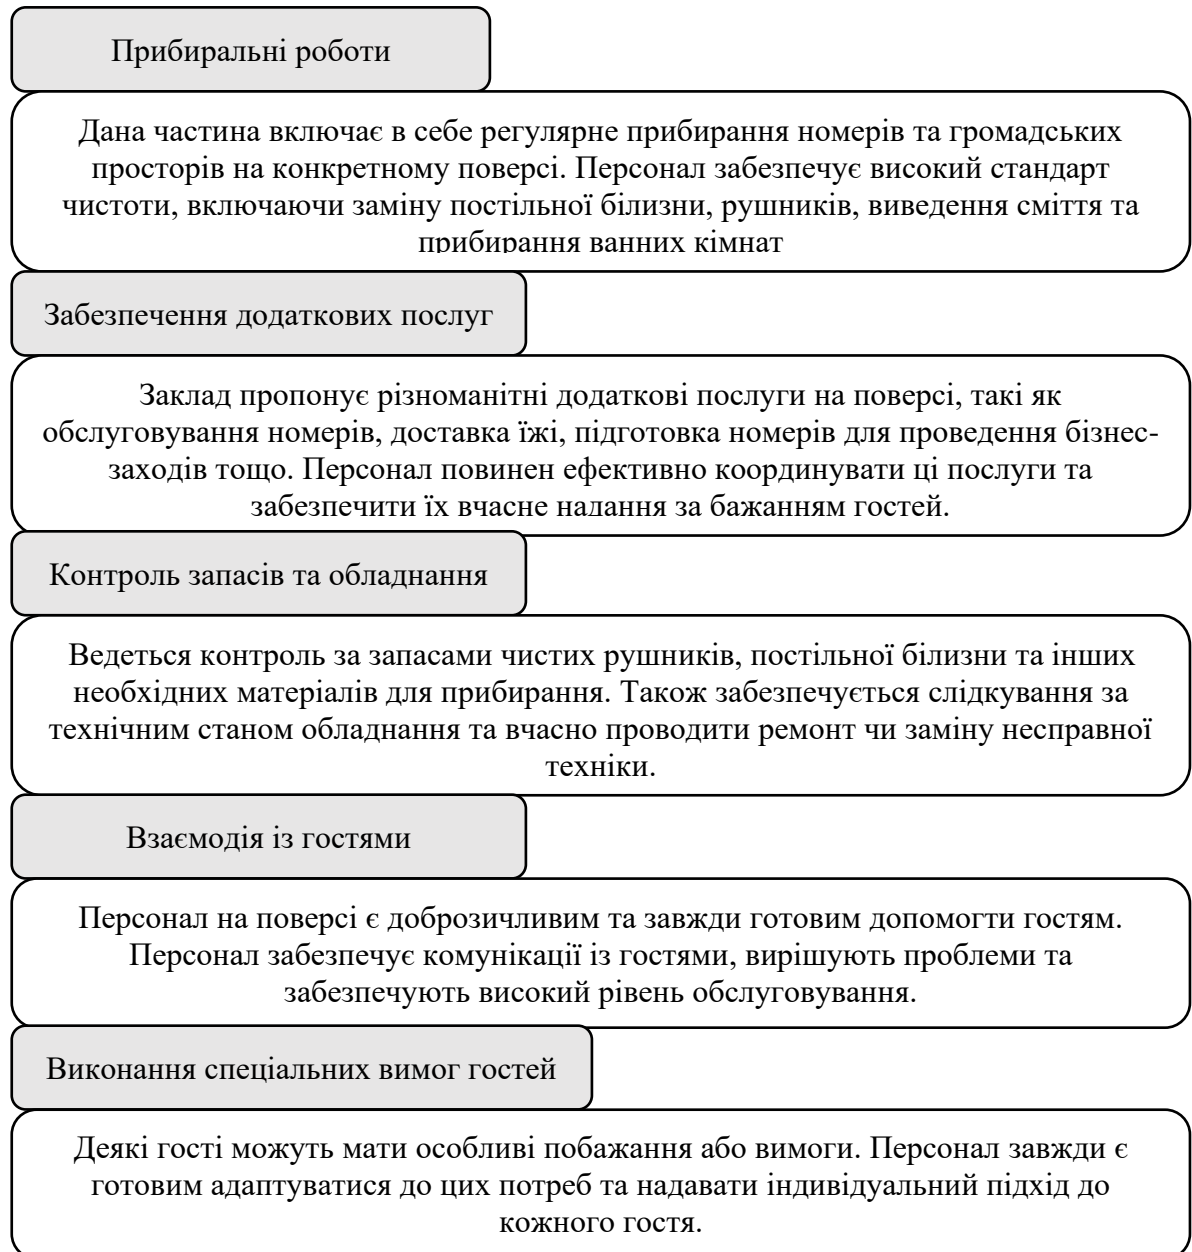 Прибиральні роботи
Дана частина включає в себе регулярне прибирання номерів та громадських
просторів на конкретному поверсі. Персонал забезпечує високий стандарт
чистоти, включаючи заміну постільної білизни, рушників, виведення сміття та
прибирання ванних кімнат
Забезпечення додаткових послуг
Заклад пропонує різноманітні додаткові послуги на поверсі, такі як
обслуговування номерів, доставка їжі, підготовка номерів для проведення бізнес-
заходів тощо. Персонал повинен ефективно координувати ці послуги та
забезпечити їх вчасне надання за бажанням гостей.
Контроль запасів та обладнання
Ведеться контроль за запасами чистих рушників, постільної білизни та інших
необхідних матеріалів для прибирання. Також забезпечується слідкування за
технічним станом обладнання та вчасно проводити ремонт чи заміну несправної
техніки.
Взаємодія із гостями
Персонал на поверсі є доброзичливим та завжди готовим допомогти гостям.
Персонал забезпечує комунікації із гостями, вирішують проблеми та
забезпечують високий рівень обслуговування.
Виконання спеціальних вимог гостей
Деякі гості можуть мати особливі побажання або вимоги. Персонал завжди є
готовим адаптуватися до цих потреб та надавати індивідуальний підхід до
кожного гостя.